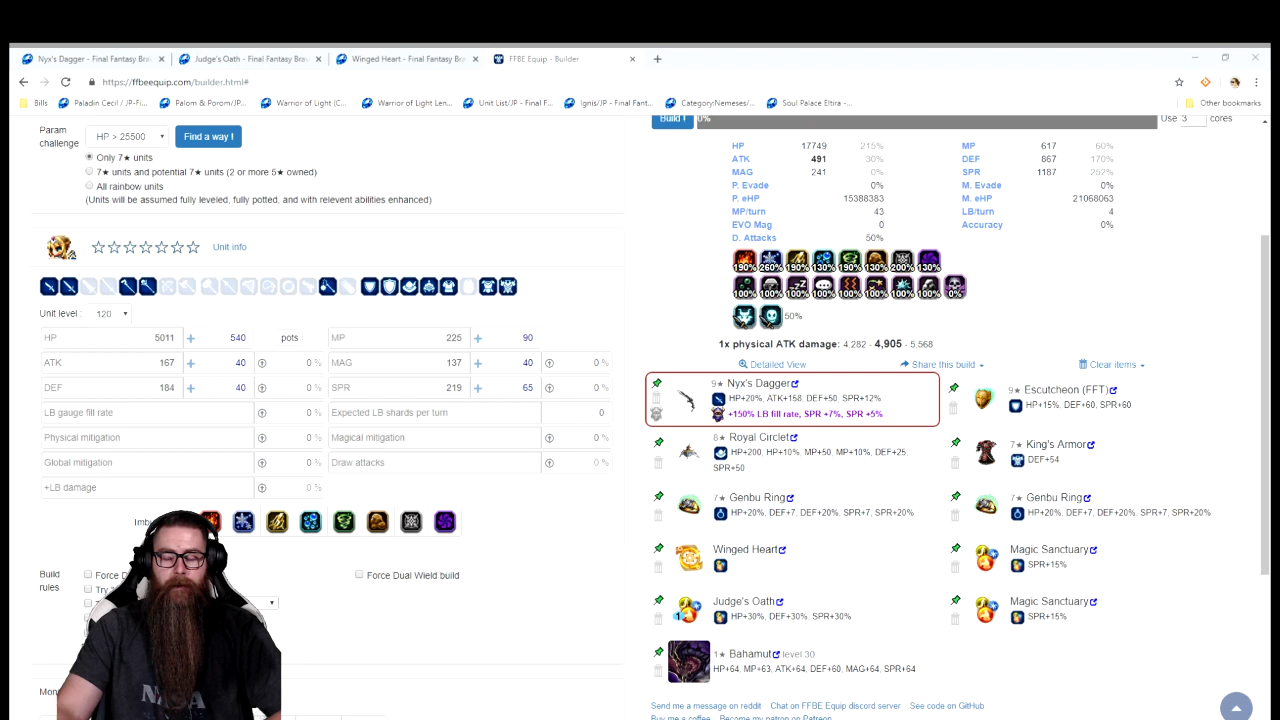 Nyx's Dagger - Final Fantasy Bra
Judge's Oath - Final Fantasy Bra
Winged Heart - Final Fantasy Bra
FFBE Equip - Builder
https://ffbeequip.com/builder.html#
Bills
Paladin Cecil / JP-Fi...
Palom & Porom/JP...
Warrior of Light (C...
Warrior of Light Len...
Unit List/JP - Final F...
Ignis/JP - Final Fant...
Category:Nemeses/...
Soul Palace Eltira -...
Other bookmarks
Param challenge
HP > 25500
Find a way !
Only 7★ units
7★ units and potential 7★ units (2 or more 5★ owned)
All rainbow units
(Units will be assumed fully leveled, fully potted, and with relevent abilities enhanced)
Unit info
Unit level : 120
HP 5011 540 pots MP 225 90
ATK 167 40 0 % MAG 137 40 0 %
DEF 184 40 0 % SPR 219 65 0 %
LB gauge fill rate 0 % Expected LB shards per turn 0
Physical mitigation 0 % Magical mitigation 0 %
Global mitigation 0 % Draw attacks 0 %
+LB damage 0 %
Build rules
Force Dual Wield build
Build !
0%
Use 3 cores
HP 17749 215% MP 617 60%
ATK 491 30% DEF 867 170%
MAG 241 0% SPR 1187 252%
P. Evade 0% M. Evade 0%
P. eHP 15388383 M. eHP 21068063
MP/turn 43 LB/turn 4
EVO Mag 0 Accuracy 0%
D. Attacks 50%
190% 260% 190% 130% 190% 130% 200% 130%
100% 100% 100% 100% 100% 100% 100% 100% 0%
50%
1x physical ATK damage: 4,282 - 4,905 - 5,568
Detailed View
Share this build
Clear items
9★ Nyx's Dagger
HP+20%, ATK+158, DEF+50, SPR+12%
+150% LB fill rate, SPR +7%, SPR +5%
9★ Escutcheon (FFT)
HP+15%, DEF+60, SPR+60
8★ Royal Circlet
HP+200, HP+10%, MP+50, MP+10%, DEF+25,
SPR+50
7★ King's Armor
DEF+54
7★ Genbu Ring
HP+20%, DEF+7, DEF+20%, SPR+7, SPR+20%
7★ Genbu Ring
HP+20%, DEF+7, DEF+20%, SPR+7, SPR+20%
Winged Heart
Magic Sanctuary
SPR+15%
Judge's Oath
HP+30%, DEF+30%, SPR+30%
Magic Sanctuary
SPR+15%
1★ Bahamut level 30
HP+64, MP+63, ATK+64, DEF+60, MAG+64, SPR+64
Send me a message on reddit
Chat on FFBE Equip discord server
See code on GitHub
Buy me a coffee
Become my patron on Patreon